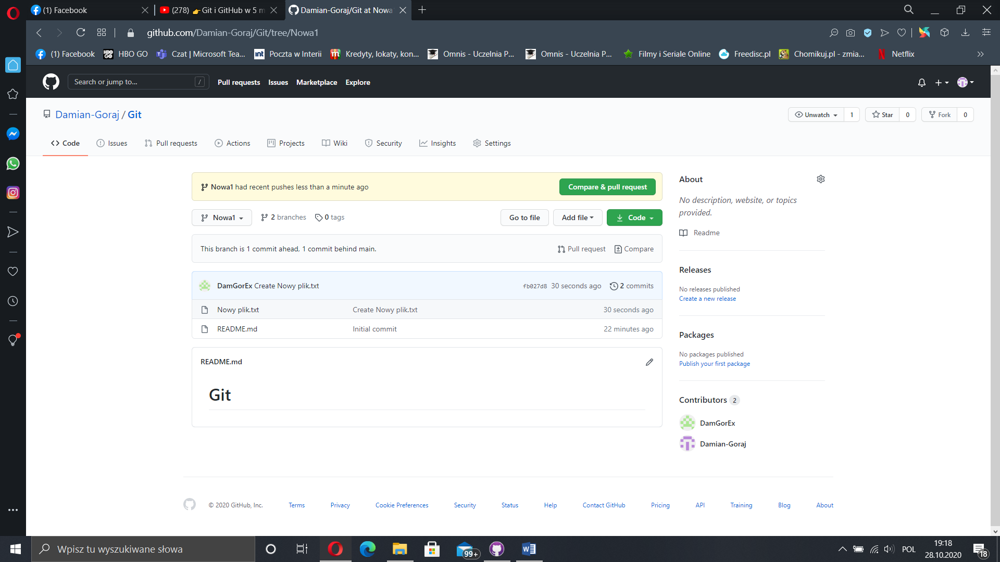 (1) Facebook
(278) 👉 Git i GitHub w 5 m
Damian-Goraj/Git at Nowa
github.com/Damian-Goraj/Git/tree/Nowa1
(1) Facebook
HBO GO
Czat | Microsoft Tea...
int Poczta w Interii
Kredyty, lokaty, kon...
Omnis - Uczelnia P...
Omnis - Uczelnia P...
Filmy i Seriale Online
Freedisc.pl
Chomikuj.pl - zmia...
Netflix
Search or jump to... /
Pull requests
Issues
Marketplace
Explore
Damian-Goraj / Git
Unwatch 1
Star 0
Fork 0
Code
Issues
Pull requests
Actions
Projects
Wiki
Security
Insights
Settings
Nowa1 had recent pushes less than a minute ago
Compare & pull request
Nowa1
2 branches
0 tags
Go to file
Add file
Code
This branch is 1 commit ahead, 1 commit behind main.
Pull request
Compare
DamGorEx Create Nowy plik.txt
fb027d8 30 seconds ago
2 commits
Nowy plik.txt
Create Nowy plik.txt
30 seconds ago
README.md
Initial commit
22 minutes ago
README.md
Git
About
No description, website, or topics
provided.
Readme
Releases
No releases published
Create a new release
Packages
No packages published
Publish your first package
Contributors 2
DamGorEx
Damian-Goraj
© 2020 GitHub, Inc.
Terms
Privacy
Cookie Preferences
Security
Status
Help
Contact GitHub
Pricing
API
Training
Blog
About
Wpisz tu wyszukiwane słowa
99+
POL
19:18
28.10.2020
18